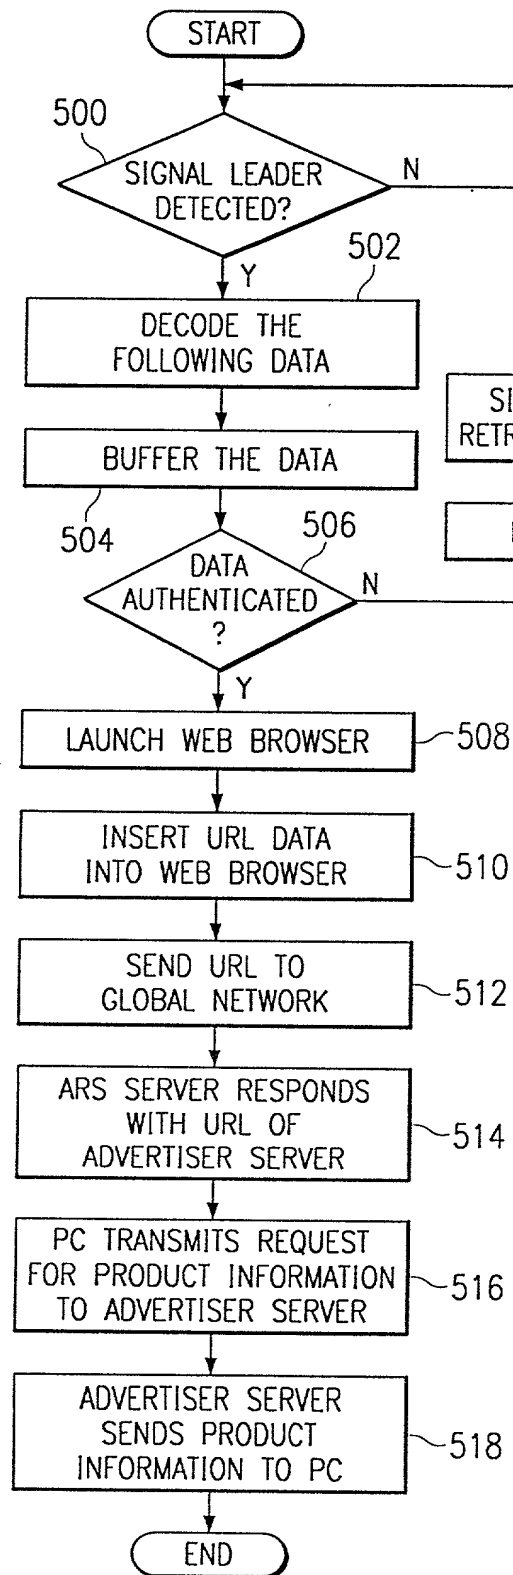 START
500
SIGNAL LEADER
DETECTED?
N
Y
502
DECODE THE
FOLLOWING DATA
BUFFER THE DATA
504
506
DATA
AUTHENTICATED
?
N
Y
LAUNCH WEB BROWSER
508
INSERT URL DATA
INTO WEB BROWSER
510
SEND URL TO
GLOBAL NETWORK
512
ARS SERVER RESPONDS
WITH URL OF
ADVERTISER SERVER
514
PC TRANSMITS REQUEST
FOR PRODUCT INFORMATION
TO ADVERTISER SERVER
516
ADVERTISER SERVER
SENDS PRODUCT
INFORMATION TO PC
518
END